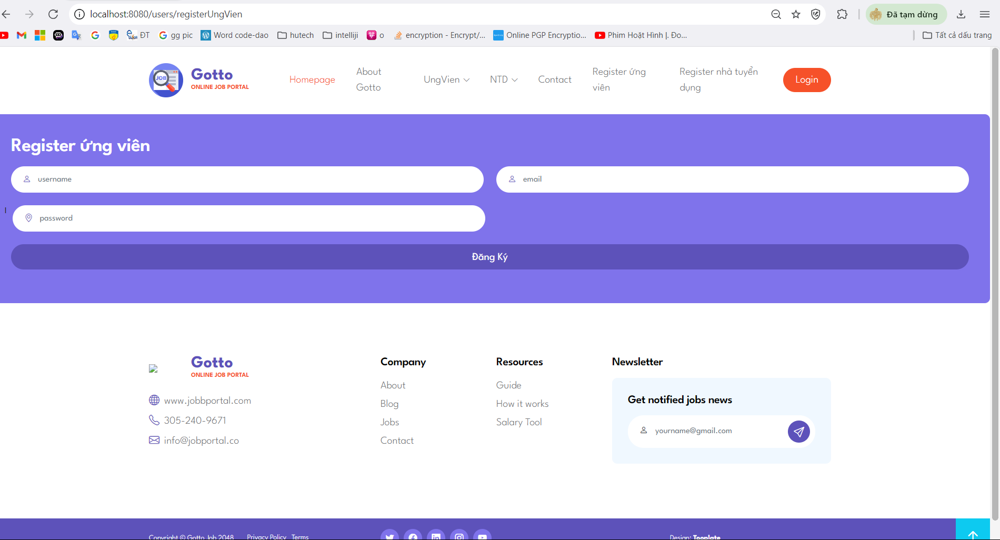 localhost:8080/users/registerUngVien
Đã tạm dừng
ĐT
gg pic
Word code-dao
hutech
intelliji
o
encryption - Encrypt/...
Online PGP Encryptio...
Phim Hoạt Hình |. Đo...
Tất cả dấu trang
JOB
Gotto
ONLINE JOB PORTAL
Homepage
About
Gotto
UngVien
NTD
Contact
Register ứng
viên
Register nhà tuyển
dụng
Login
Register ứng viên
username
email
password
Đăng Ký
Gotto
ONLINE JOB PORTAL
www.jobbportal.com
305-240-9671
info@jobportal.co
Company
About
Blog
Jobs
Contact
Resources
Guide
How it works
Salary Tool
Newsletter
Get notified jobs news
yourname@gmail.com
Copyright © Gotto Job 2048
Privacy Policy
Terms
Design: Tooplate